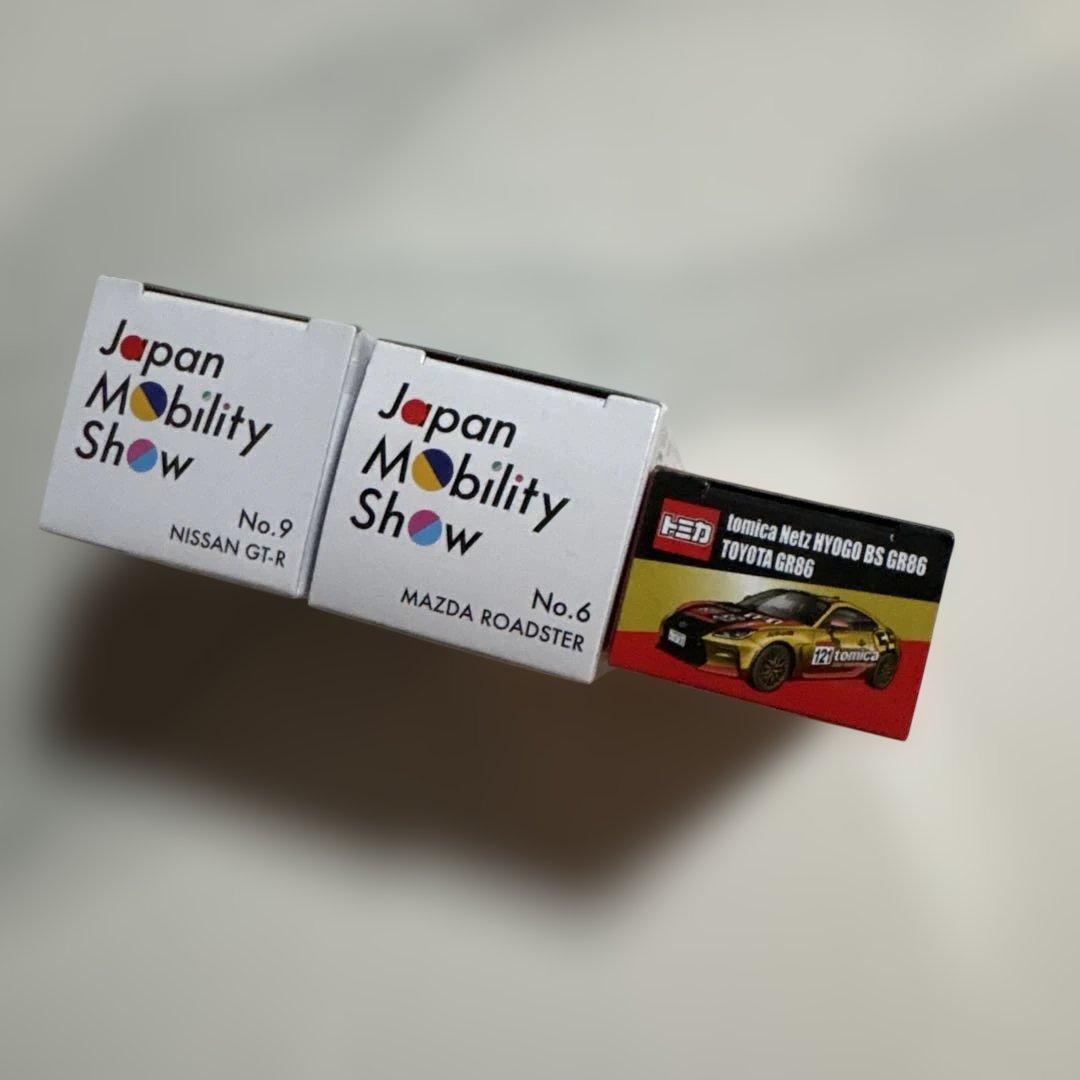 Japan
Mobility
Show
No.9
NISSAN GT-R
Japan
Mobility
Show
No.6
MAZDA ROADSTER
トミカ
tomica Netz HYOGO BS GR86
TOYOTA GR86
121 tomica